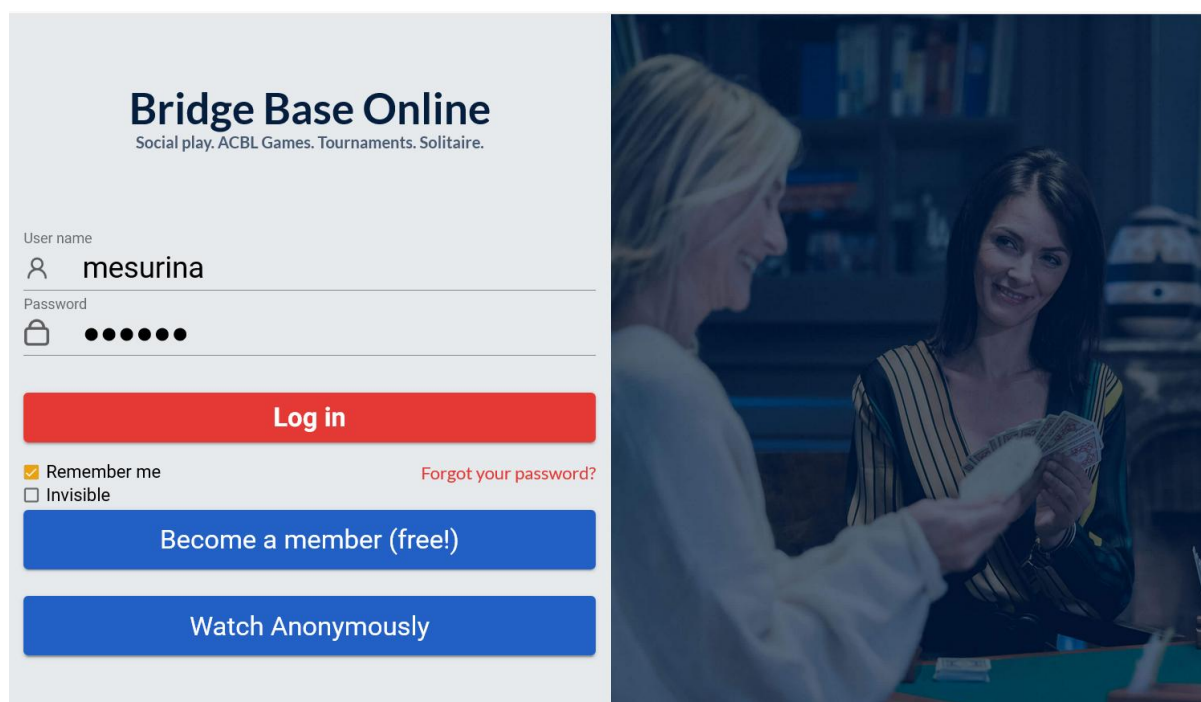 Bridge Base Online
Social play. ACBL Games. Tournaments. Solitaire.
User name
mesurina
Password
●●●●●●
Log in
Remember me
Forgot your password?
Invisible
Become a member (free!)
Watch Anonymously